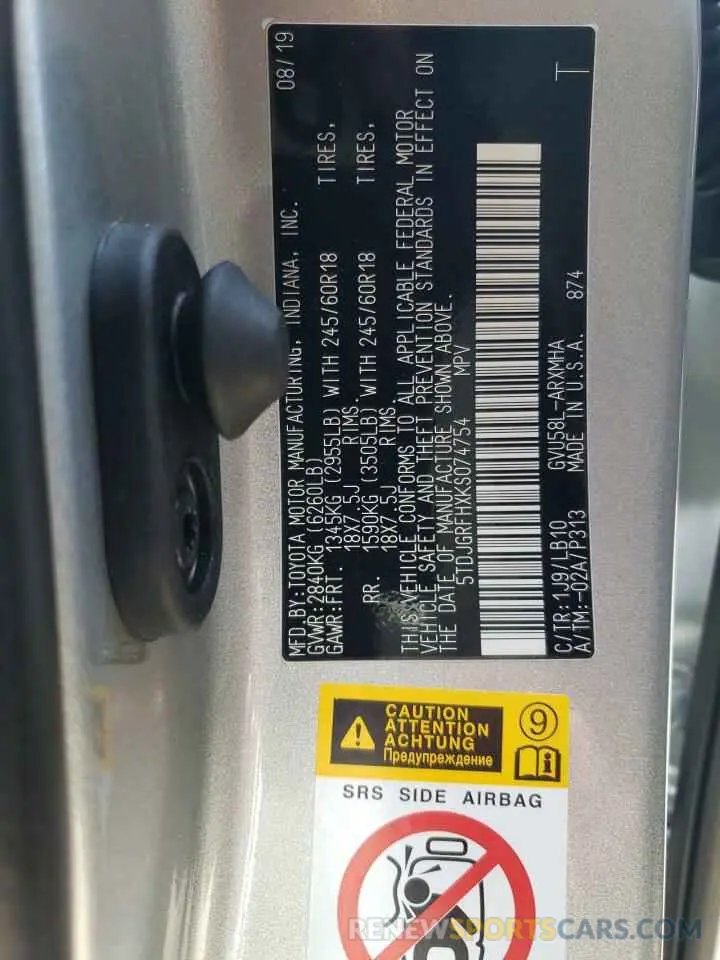 MFD.BY:TOYOTA MOTOR MANUFACTURING, INDIANA, INC. 08/19
GVWR:2840KG (6260LB)
GAWR:FRT. 1345KG (2955LB) WITH 245/60R18 TIRES,
18X7.5J RIMS.
RR. 1590KG (3505LB) WITH 245/60R18 TIRES,
18X7.5J RIMS.
THIS VEHICLE CONFORMS TO ALL APPLICABLE FEDERAL MOTOR
VEHICLE SAFETY AND THEFT PREVENTION STANDARDS IN EFFECT ON
THE DATE OF MANUFACTURE SHOWN ABOVE.
5TDJGRFHXKS074754 MPV
C/TR:1J9/LB10 GVU58L-ARXMHA T
A/TM:-02A/P313 MADE IN U.S.A. 874
CAUTION
ATTENTION
ACHTUNG
Предупреждение
9
SRS SIDE AIRBAG
RENEWSPORTSCARS.COM